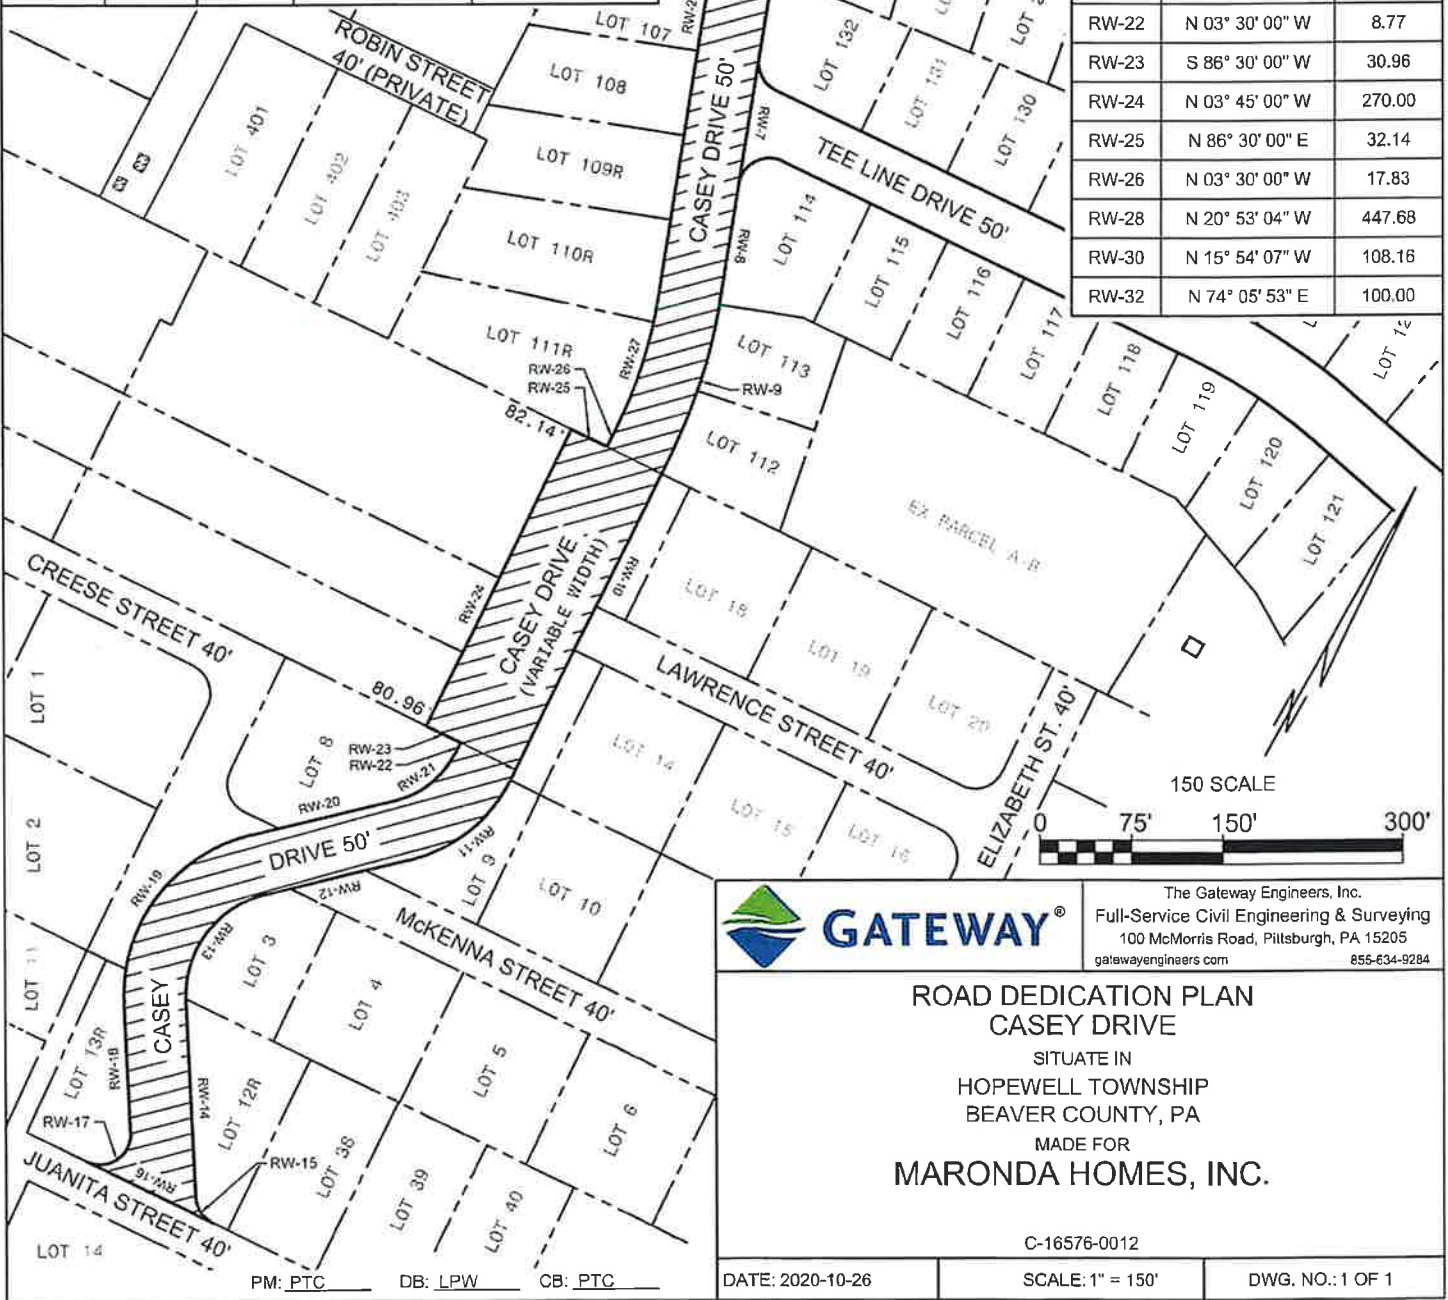 RW-22 N 03° 30' 00" W 8.77
RW-23 S 86° 30' 00" W 30.96
RW-24 N 03° 45' 00" W 270.00
RW-25 N 86° 30' 00" E 32.14
RW-26 N 03° 30' 00" W 17.83
RW-28 N 20° 53' 04" W 447.68
RW-30 N 15° 54' 07" W 108.16
RW-32 N 74° 05' 53" E 100.00
LOT 107
LOT 132
LOT 131
LOT 130
ROBIN STREET
40' (PRIVATE)
LOT 108
CASEY DRIVE 50'
RW-7
LOT 401
LOT 402
LOT 403
LOT 109R
TEE LINE DRIVE 50'
LOT 110R
RW-8
LOT 114
LOT 115
LOT 116
LOT 117
LOT 118
LOT 119
LOT 120
LOT 121
LOT 111R
RW-26
RW-25
RW-27
LOT 113
RW-9
82.14'
LOT 112
EX PARCEL A-B
CREESE STREET 40'
RW-24
CASEY DRIVE
(VARIABLE WIDTH)
RW-10
LOT 18
LOT 19
LOT 20
LAWRENCE STREET 40'
ELIZABETH ST. 40'
LOT 1
80.96'
LOT 8
RW-23
RW-22
RW-21
RW-20
LOT 14
LOT 15
LOT 16
150 SCALE
0 75' 150' 300'
LOT 2
DRIVE 50'
RW-19
RW-11
RW-12
LOT 9
LOT 10
McKENNA STREET 40'
RW-13
LOT 3
LOT 4
LOT 5
LOT 6
LOT 11
LOT 13R
RW-18
CASEY
RW-14
LOT 12R
RW-17
RW-15
RW-16
LOT 38
LOT 39
LOT 40
JUANITA STREET 40'
LOT 14
GATEWAY®
The Gateway Engineers, Inc.
Full-Service Civil Engineering & Surveying
100 McMorris Road, Pittsburgh, PA 15205
gatewayengineers com 855-634-9284
ROAD DEDICATION PLAN
CASEY DRIVE
SITUATE IN
HOPEWELL TOWNSHIP
BEAVER COUNTY, PA
MADE FOR
MARONDA HOMES, INC.
C-16576-0012
PM: PTC DB: LPW CB: PTC
DATE: 2020-10-26 SCALE: 1" = 150' DWG. NO.: 1 OF 1